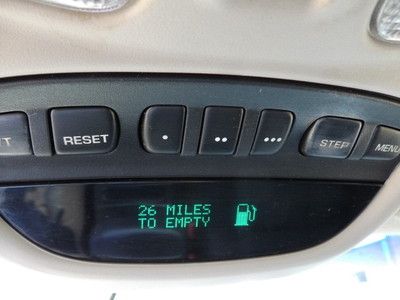 RESET
•
••
•••
STEP
MENU
26 MILES
TO EMPTY